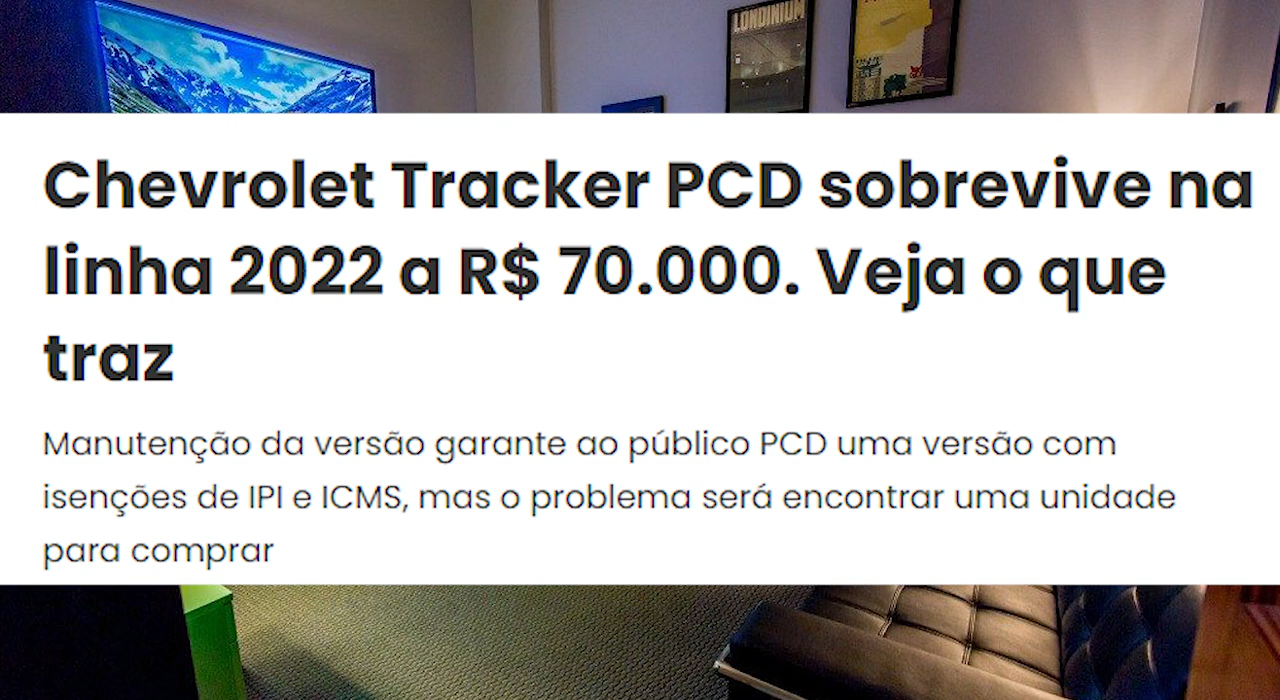 LONDINIUM
Chevrolet Tracker PCD sobrevive na
linha 2022 a R$ 70.000. Veja o que
traz
Manutenção da versão garante ao público PCD uma versão com
isenções de IPI e ICMS, mas o problema será encontrar uma unidade
para comprar